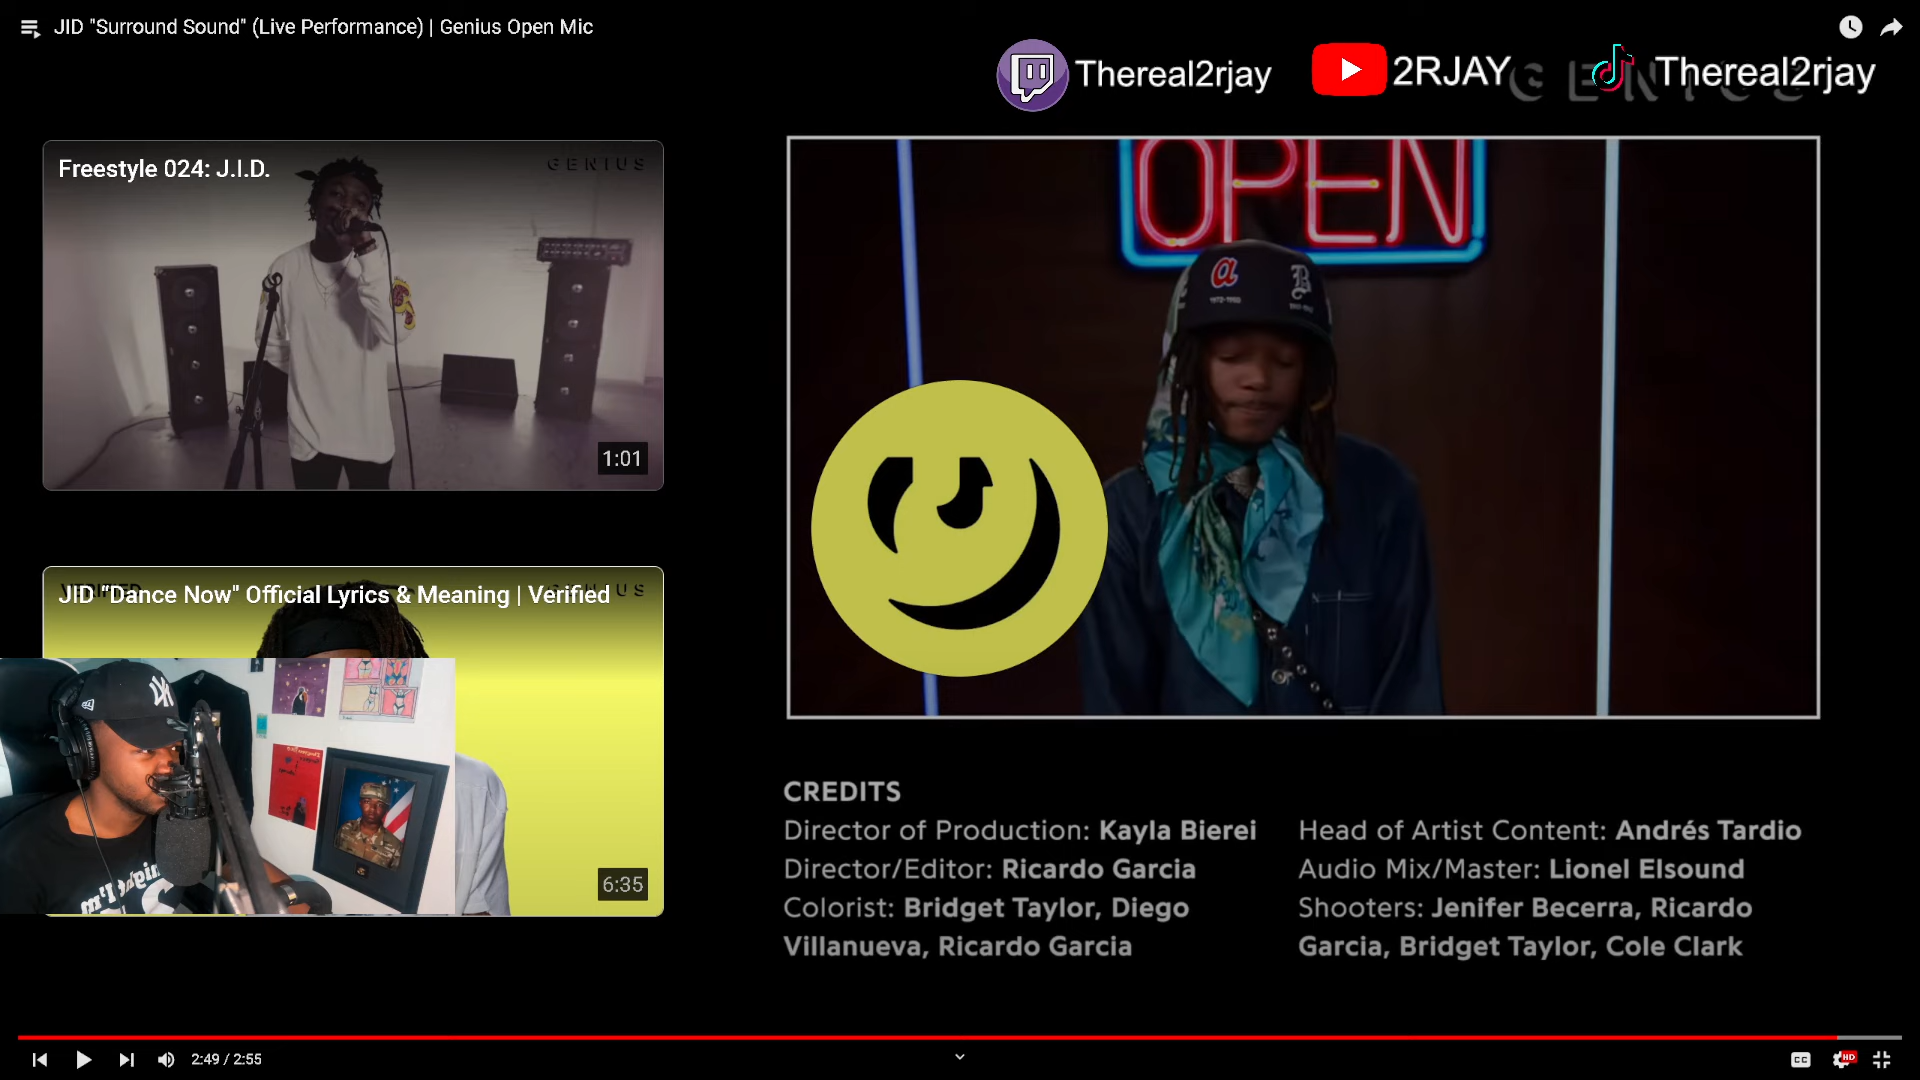 JID "Surround Sound" (Live Performance) | Genius Open Mic
Thereal2rjay
2RJAY
Thereal2rjay
GENIUS
Freestyle 024: J.I.D.
GENIUS
1:01
OPEN
a
B
JID "Dance Now" Official Lyrics & Meaning | Verified
6:35
CREDITS
Director of Production: Kayla Bierei
Director/Editor: Ricardo Garcia
Colorist: Bridget Taylor, Diego
Villanueva, Ricardo Garcia
Head of Artist Content: Andrés Tardio
Audio Mix/Master: Lionel Elsound
Shooters: Jenifer Becerra, Ricardo
Garcia, Bridget Taylor, Cole Clark
2:49 / 2:55
CC
HD